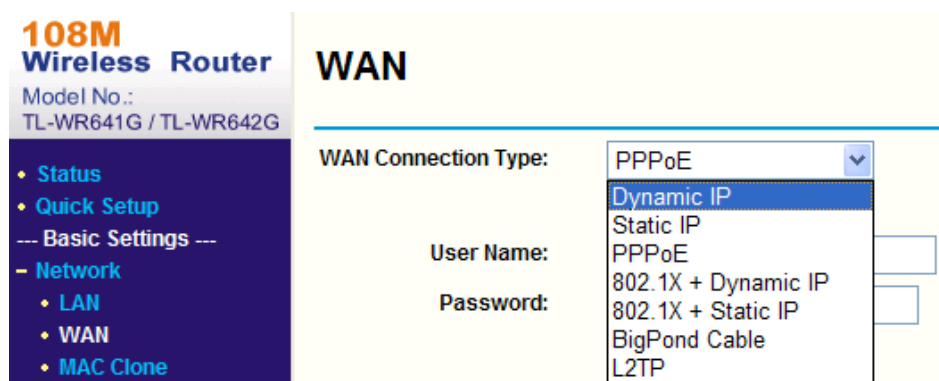 108M
Wireless Router
Model No.:
TL-WR641G / TL-WR642G
• Status
• Quick Setup
--- Basic Settings ---
– Network
• LAN
• WAN
• MAC Clone
WAN
WAN Connection Type:
PPPoE
Dynamic IP
Static IP
PPPoE
802.1X + Dynamic IP
802.1X + Static IP
BigPond Cable
L2TP
User Name:
Password: